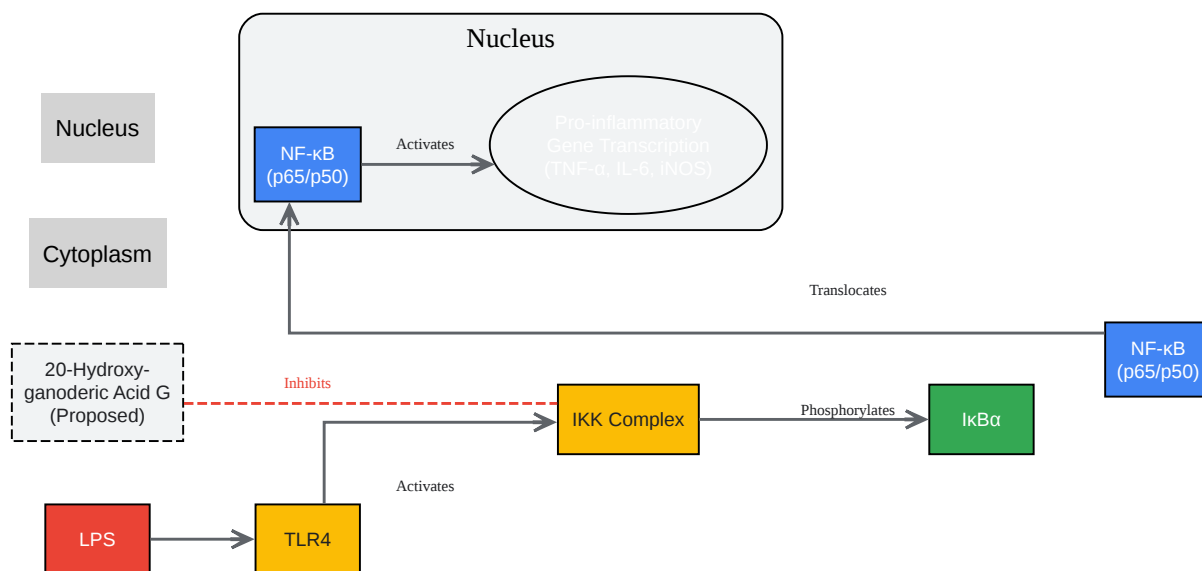 Nucleus
Nucleus
Pro-inflammatory
Gene Transcription
(TNF-α, IL-6, iNOS)
NF-κB
(p65/p50)
Activates
Cytoplasm
Translocates
NF-κB
(p65/p50)
20-Hydroxy-
ganoderic Acid G
(Proposed)
Inhibits
IKK Complex
Phosphorylates
IκBα
Activates
LPS
TLR4